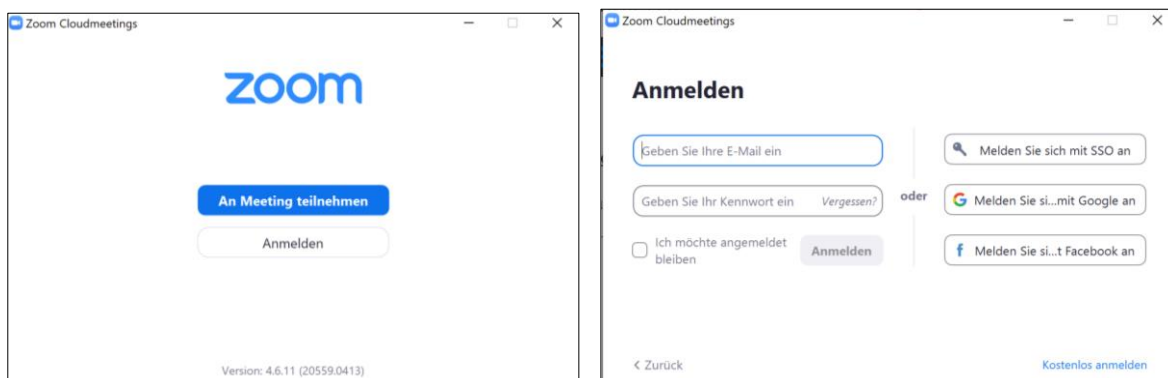 Zoom Cloudmeetings
zoom
An Meeting teilnehmen
Anmelden
Version: 4.6.11 (20559.0413)
Zoom Cloudmeetings
Anmelden
Geben Sie Ihre E-Mail ein
Geben Sie Ihr Kennwort ein Vergessen?
Ich möchte angemeldet
bleiben
Anmelden
oder
Melden Sie sich mit SSO an
Melden Sie si...mit Google an
Melden Sie si...t Facebook an
< Zurück
Kostenlos anmelden